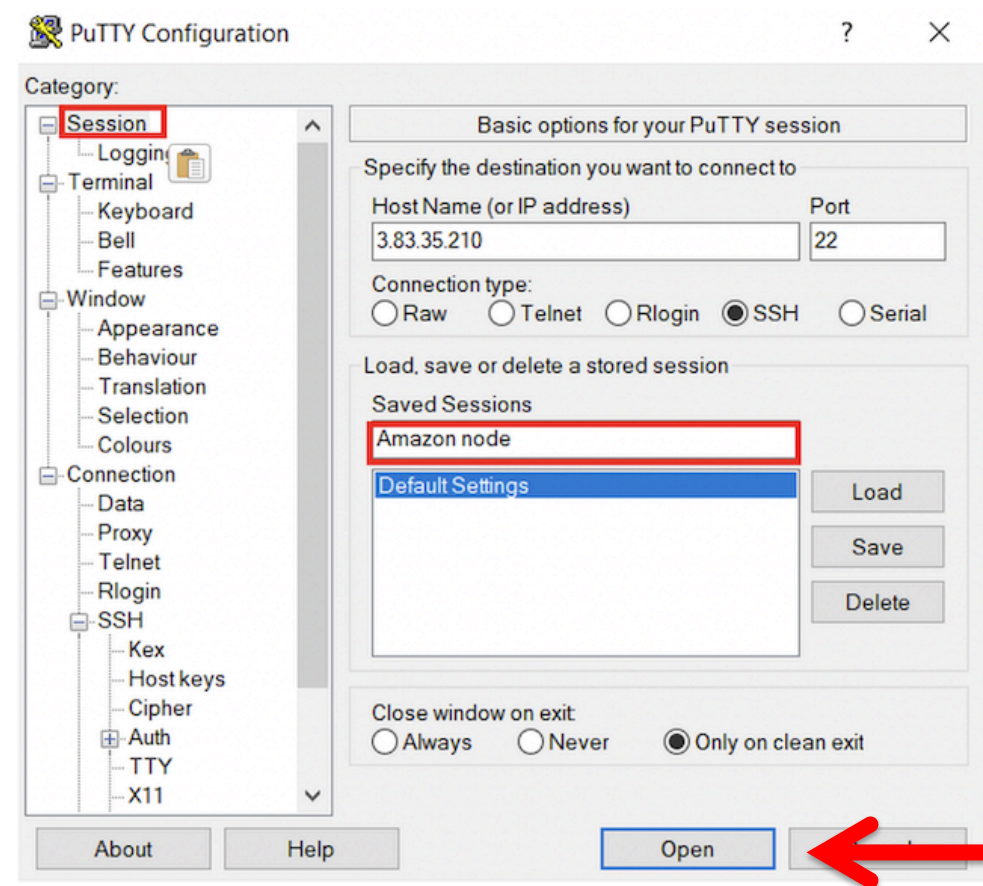 PuTTY Configuration
?
Category:
Session
Logging
Terminal
Keyboard
Bell
Features
Window
Appearance
Behaviour
Translation
Selection
Colours
Connection
Data
Proxy
Telnet
Rlogin
SSH
Kex
Host keys
Cipher
Auth
TTY
X11
Basic options for your PuTTY session
Specify the destination you want to connect to
Host Name (or IP address) Port
3.83.35.210 22
Connection type:
Raw Telnet Rlogin SSH Serial
Load, save or delete a stored session
Saved Sessions
Amazon node
Default Settings
Load
Save
Delete
Close window on exit:
Always Never Only on clean exit
About Help Open